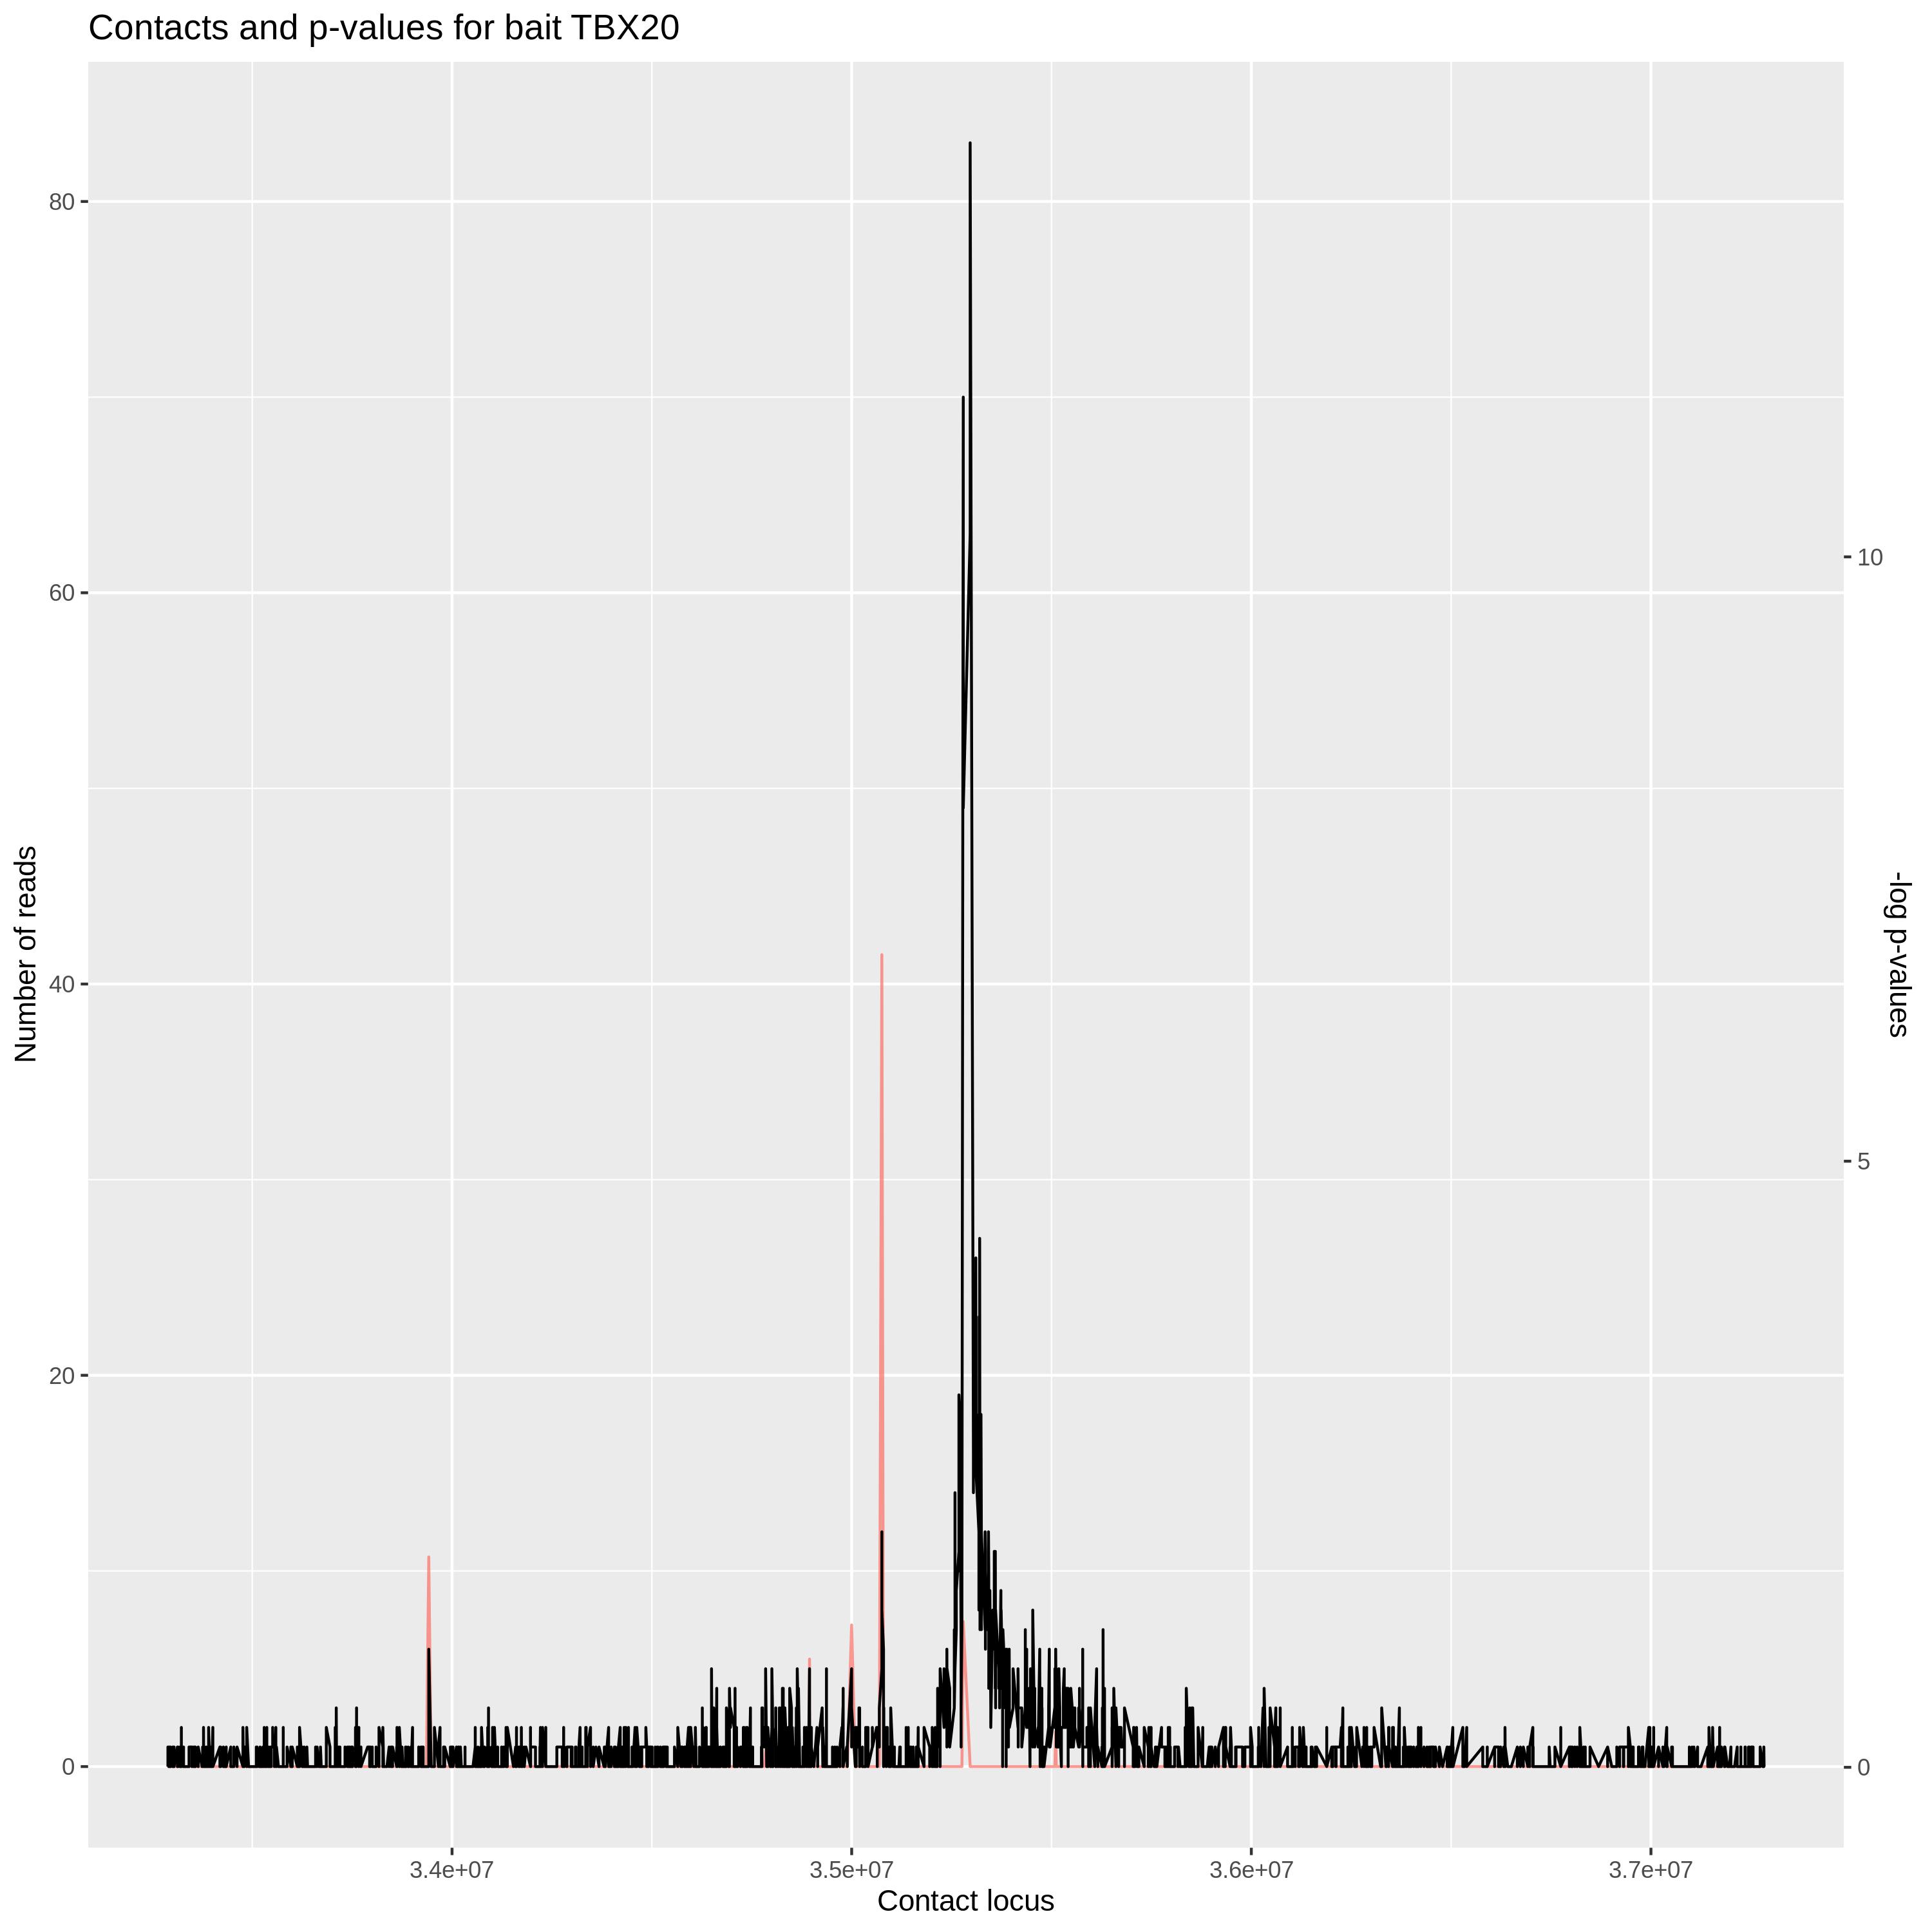 Contacts and p-values for bait TBX20
80
60
40
20
0
Number of reads
10
5
0
-log p-values
3.4e+07
3.5e+07
3.6e+07
3.7e+07
Contact locus